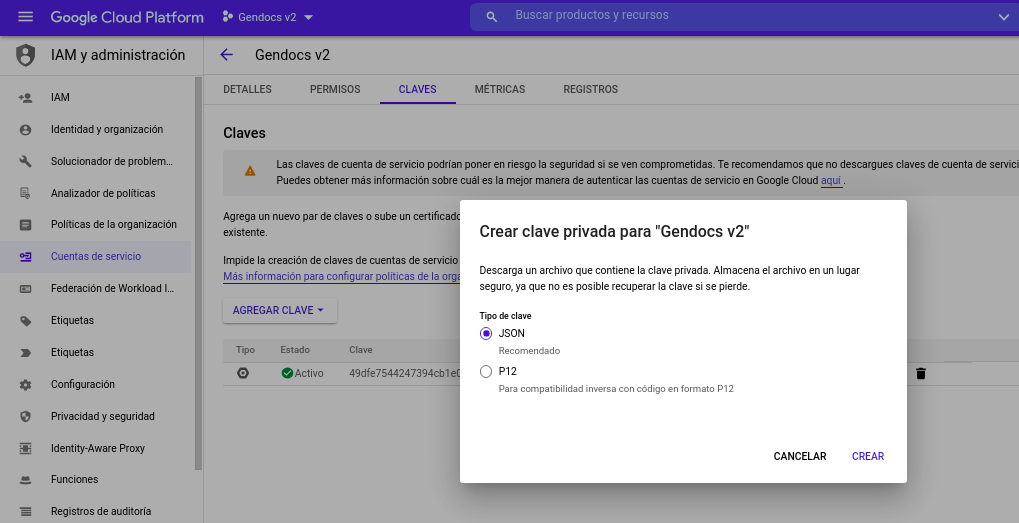 Google Cloud Platform
Gendocs v2
Buscar productos y recursos
IAM y administración
IAM
Identidad y organización
Solucionador de problem...
Analizador de políticas
Políticas de la organización
Cuentas de servicio
Federación de Workload I...
Etiquetas
Etiquetas
Configuración
Privacidad y seguridad
Identity-Aware Proxy
Funciones
Registros de auditoría
Gendocs v2
DETALLES PERMISOS CLAVES MÉTRICAS REGISTROS
Claves
Las claves de cuenta de servicio podrían poner en riesgo la seguridad si se ven comprometidas. Te recomendamos que no descargues claves de cuenta de servici
Puedes obtener más información sobre cuál es la mejor manera de autenticar las cuentas de servicio en Google Cloud aquí .
Agrega un nuevo par de claves o sube un certificado
existente.
Impide la creación de claves de cuentas de servicio
Más información para configurar políticas de la orga
AGREGAR CLAVE
Tipo Estado Clave
Activo 49dfe7544247394cb1e0
Crear clave privada para "Gendocs v2"
Descarga un archivo que contiene la clave privada. Almacena el archivo en un lugar
seguro, ya que no es posible recuperar la clave si se pierde.
Tipo de clave
JSON
Recomendado
P12
Para compatibilidad inversa con código en formato P12
CANCELAR CREAR